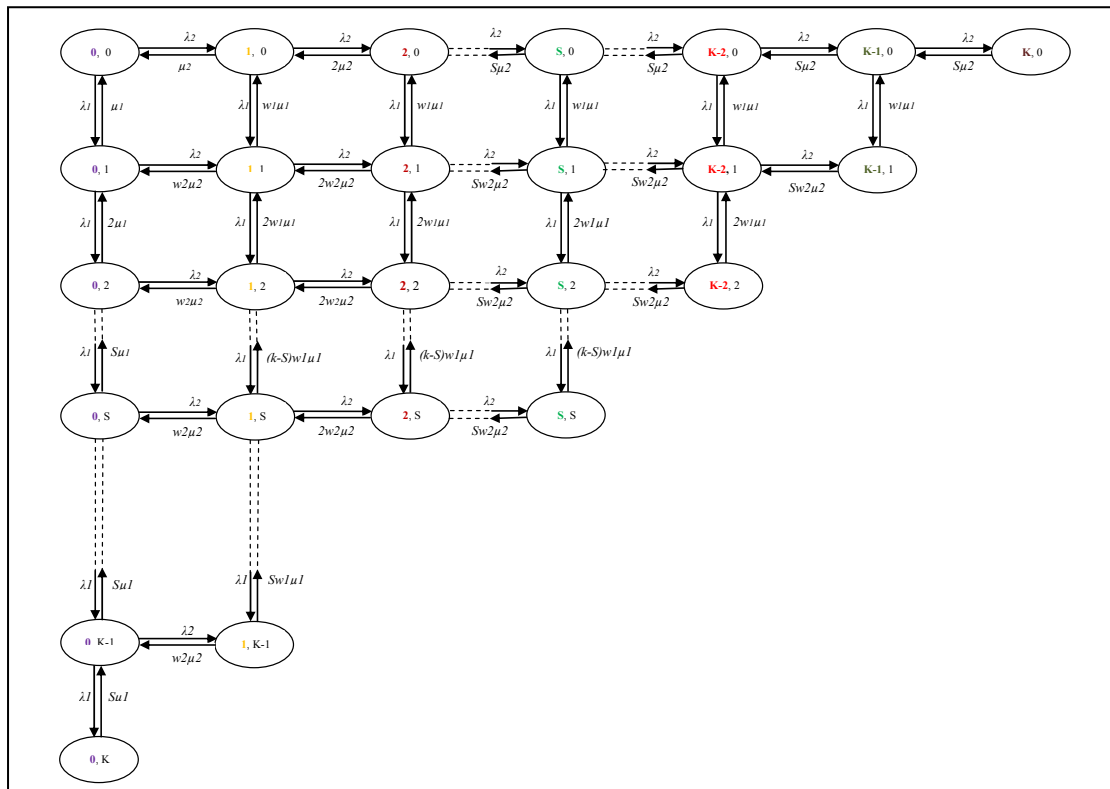 λ2 λ2 λ2 λ2 λ2 λ2
0, 0 1, 0 2, 0 S, 0 K-2, 0 K-1, 0 K, 0
μ2 2μ2 Sμ2 Sμ2 Sμ2 Sμ2
λ1 μ1 λ1 w1μ1 λ1 w1μ1 λ1 w1μ1 λ1 w1μ1 λ1 w1μ1
λ2 λ2 λ2 λ2 λ2
0, 1 1, 1 2, 1 S, 1 K-2, 1 K-1, 1
w2μ2 2w2μ2 Sw2μ2 Sw2μ2 Sw2μ2
λ1 2μ1 λ1 2w1μ1 λ1 2w1μ1 λ1 2w1μ1 λ1 2w1μ1
λ2 λ2 λ2 λ2
0, 2 1, 2 2, 2 S, 2 K-2, 2
w2μ2 2w2μ2 Sw2μ2 Sw2μ2
λ1 Sμ1 λ1 (k-S)w1μ1 λ1 (k-S)w1μ1 λ1 (k-S)w1μ1
λ2 λ2 λ2
0, S 1, S 2, S S, S
w2μ2 2w2μ2 Sw2μ2
λ1 Sμ1 λ1 Sw1μ1
λ2
0, K-1 1, K-1
w2μ2
λ1 Sμ1
0, K